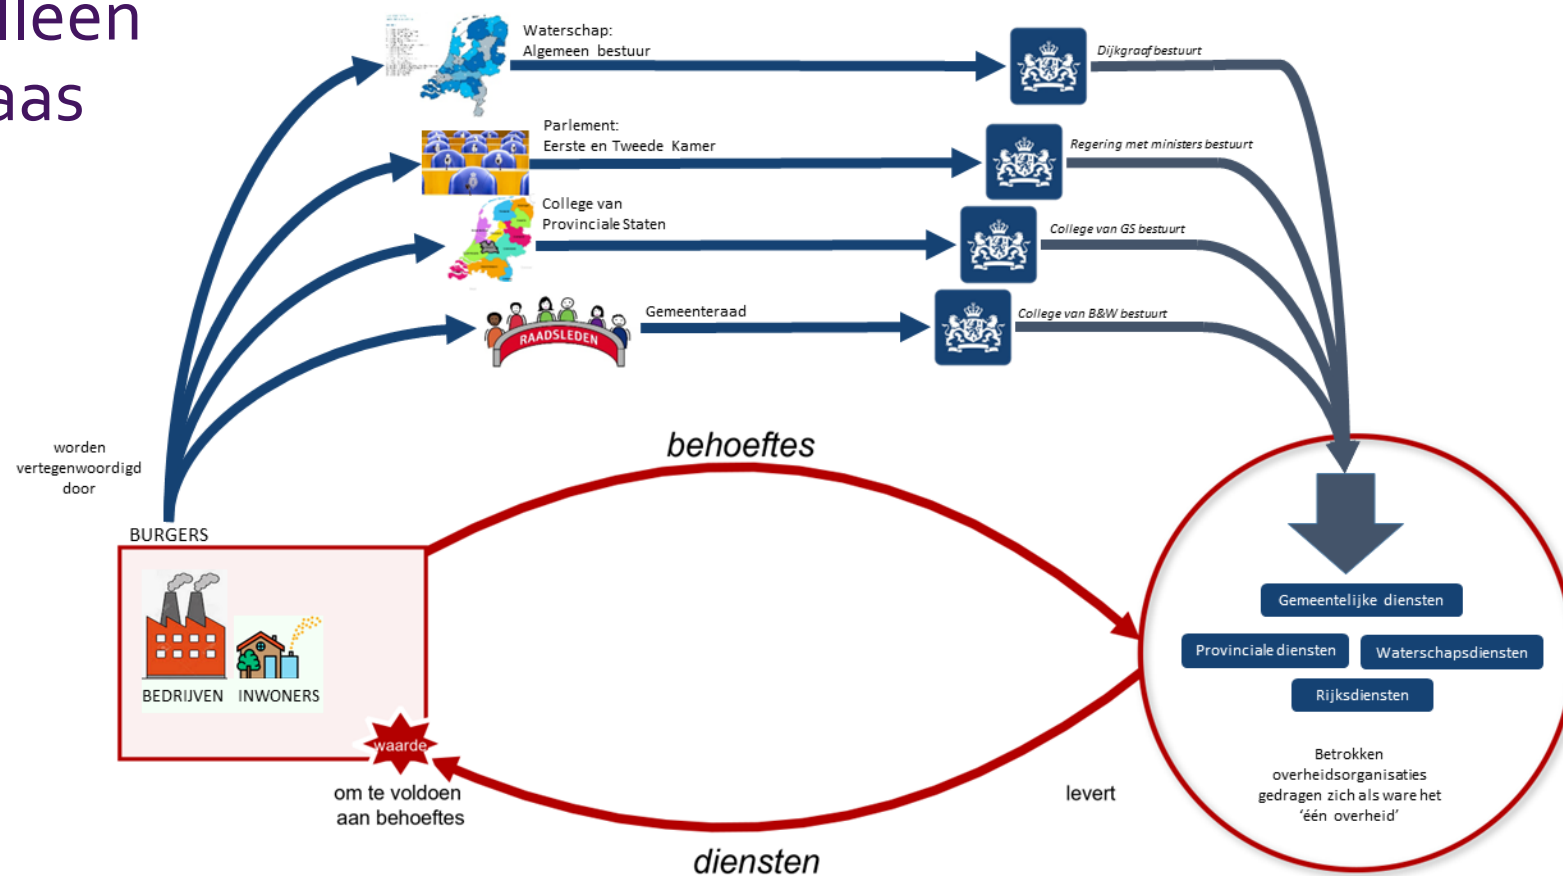 lleen
aas
Waterschap:
Algemeen bestuur
Dijkgraaf bestuurt
Parlement:
Eerste en Tweede Kamer
Regering met ministers bestuurt
College van
Provinciale Staten
College van GS bestuurt
Gemeenteraad
RAADSLEDEN
College van B&W bestuurt
worden
vertegenwoordigd
door
behoeftes
BURGERS
BEDRIJVEN INWONERS
waarde
om te voldoen
aan behoeftes
levert
diensten
Gemeentelijke diensten
Provinciale diensten
Waterschapsdiensten
Rijksdiensten
Betrokken
overheidsorganisaties
gedragen zich als ware het
‘één overheid’